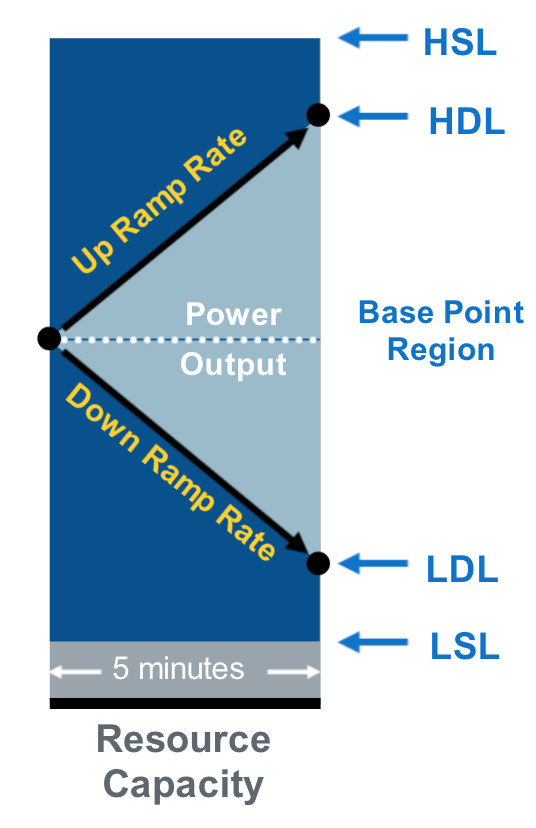 HSL
HDL
Up Ramp Rate
Power
Output
Base Point
Region
Down Ramp Rate
LDL
LSL
5 minutes
Resource
Capacity